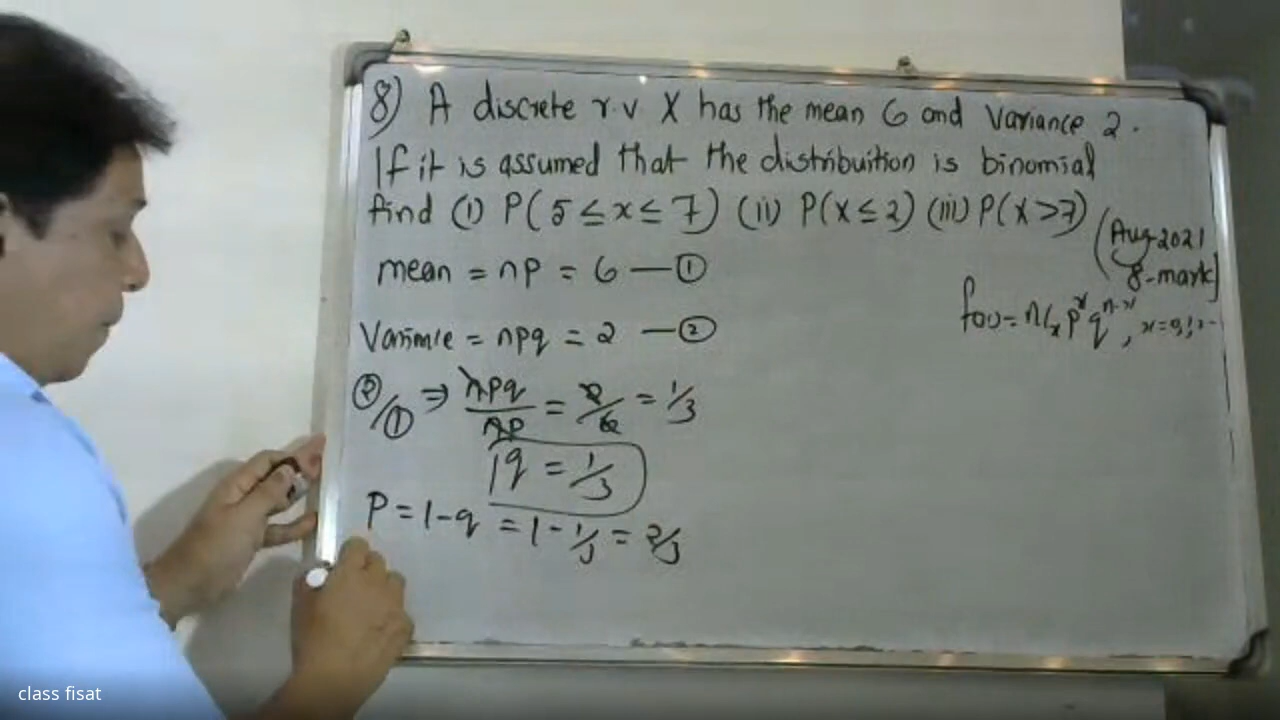 8) A discrete r v X has the mean 6 and variance 2.
If it is assumed that the distribuition is binomial
find (i) P(5 ≤ x ≤ 7) (ii) P(X ≤ 2) (iii) P(X > 7)
(Aug-2021
8-mark]
mean = np = 6 — ①
f(x) = nCx p^x q^n-x, x=0,1,2-
Variance = npq = 2 — ②
②/① ⇒ npq/np = 2/6 = 1/3
q = 1/3
P = 1-q = 1 - 1/3 = 2/3
class fisat